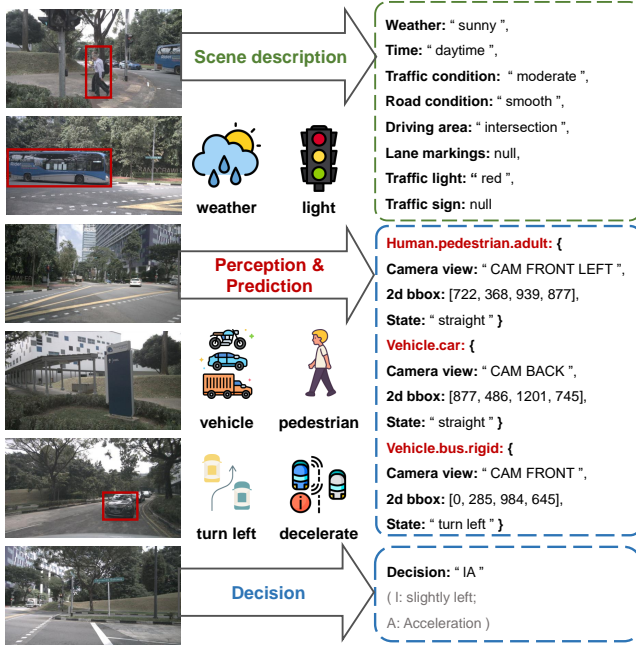 Scene description
Weather: “ sunny ”,
Time: “ daytime ”,
Traffic condition: “ moderate ”,
Road condition: “ smooth ”,
Driving area: “ intersection ”,
Lane markings: null,
Traffic light: “ red ”,
Traffic sign: null
weather
light
Perception &
Prediction
Human.pedestrian.adult: {
Camera view: “ CAM FRONT LEFT ”,
2d bbox: [722, 368, 939, 877],
State: “ straight ” }
Vehicle.car: {
Camera view: “ CAM BACK ”,
2d bbox: [877, 486, 1201, 745],
State: “ straight ” }
Vehicle.bus.rigid: {
Camera view: “ CAM FRONT ”,
2d bbox: [0, 285, 984, 645],
State: “ turn left ” }
vehicle
pedestrian
turn left
decelerate
Decision
Decision: “ IA ”
( I: slightly left;
A: Acceleration )